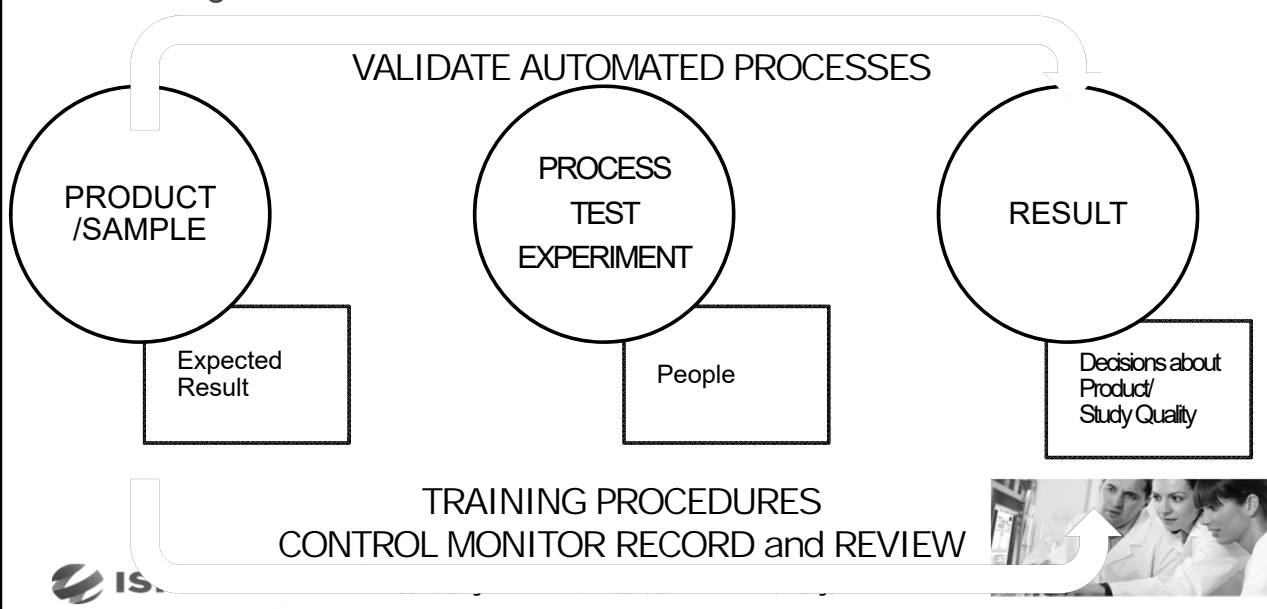 VALIDATE AUTOMATED PROCESSES
PRODUCT
/SAMPLE
PROCESS
TEST
EXPERIMENT
RESULT
Expected
Result
People
Decisions about
Product/
Study Quality
TRAINING PROCEDURES
CONTROL MONITOR RECORD and REVIEW